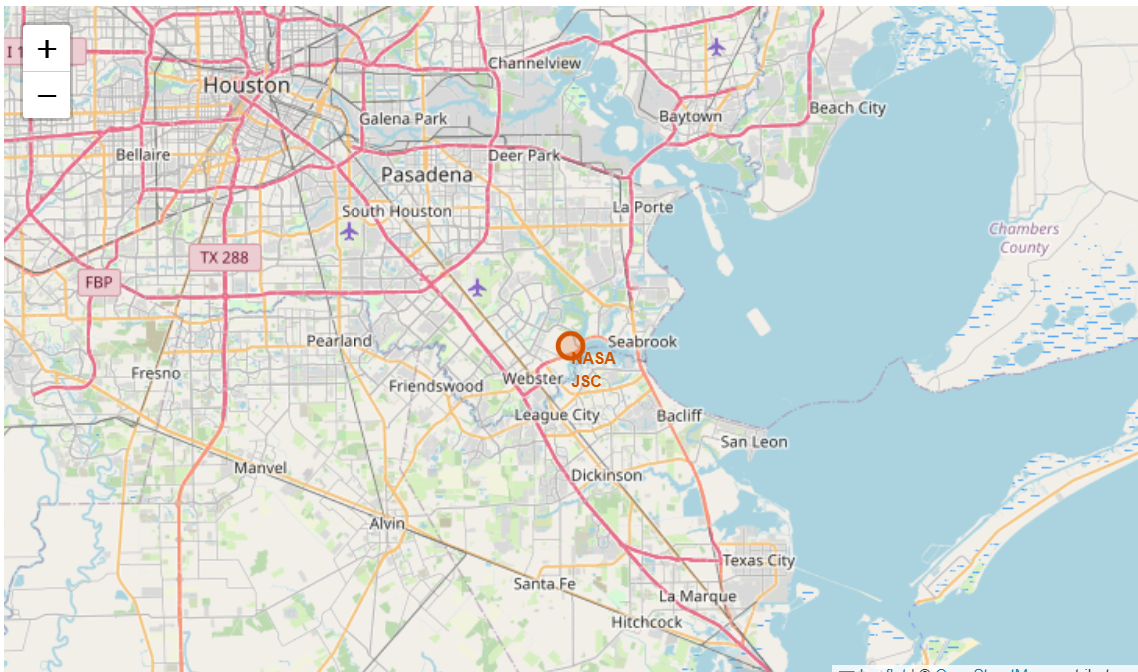 +
−
Channelview
Houston
Beach City
Galena Park
Baytown
Bellaire
Deer Park
Pasadena
South Houston
La Porte
Chambers
County
TX 288
FBP
Pearland
Seabrook
NASA
JSC
Fresno
Webster
Friendswood
League City
Bacliff
San Leon
Manvel
Dickinson
Alvin
Texas City
Santa Fe
La Marque
Hitchcock